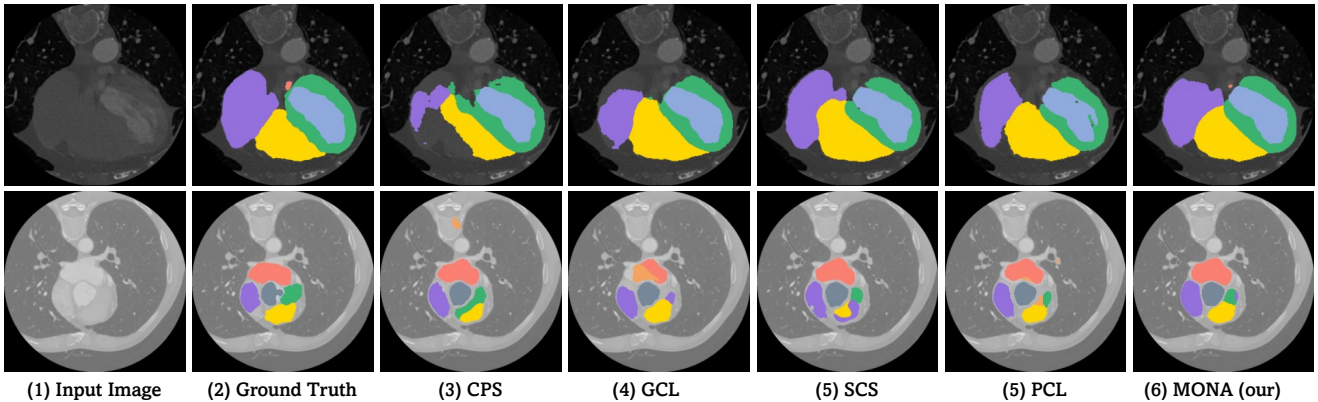 (1) Input Image (2) Ground Truth (3) CPS (4) GCL (5) SCS (5) PCL (6) MONA (our)